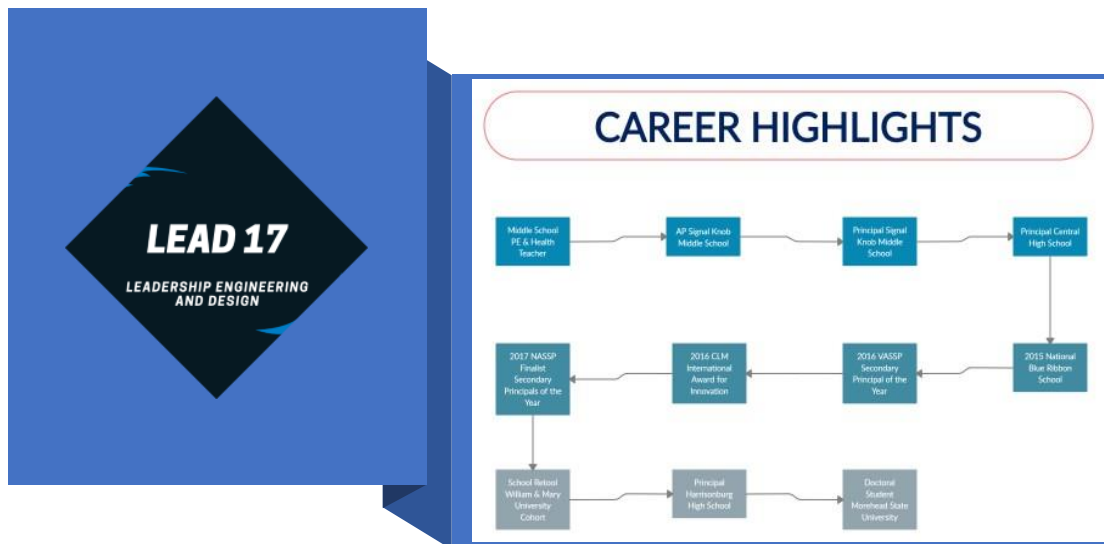 LEAD 17
LEADERSHIP ENGINEERING
AND DESIGN
CAREER HIGHLIGHTS
Middle School
PE & Health
Teacher
AP Signal Knob
Middle School
Principal Signal
Knob Middle
School
Principal Central
High School
2015 National
Blue Ribbon
School
2016 VASSP
Secondary
Principal of the
Year
2016 CLM
International
Award for
Innovation
2017 NASSP
Finalist
Secondary
Principals of the
Year
School Retool
William & Mary
University
Cohort
Principal
Harrisonburg
High School
Doctoral
Student
Morehead State
University